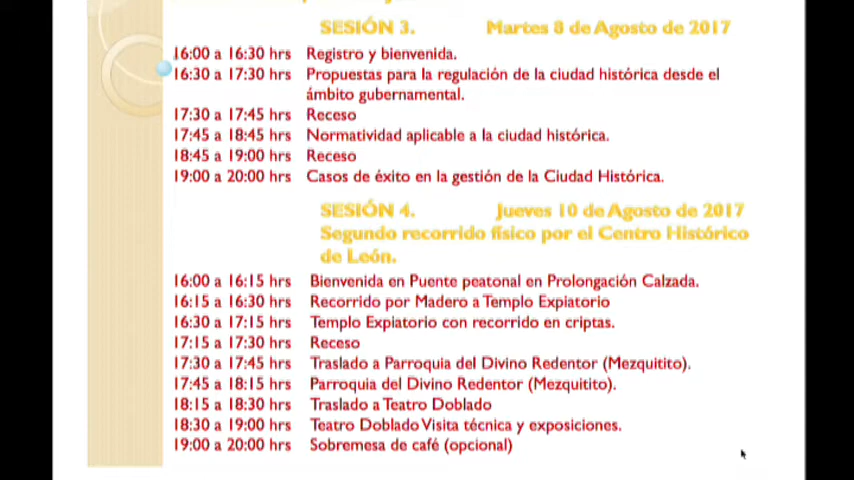 SESIÓN 3. Martes 8 de Agosto de 2017
16:00 a 16:30 hrs Registro y bienvenida.
16:30 a 17:30 hrs Propuestas para la regulación de la ciudad histórica desde el
ámbito gubernamental.
17:30 a 17:45 hrs Receso
17:45 a 18:45 hrs Normatividad aplicable a la ciudad histórica.
18:45 a 19:00 hrs Receso
19:00 a 20:00 hrs Casos de éxito en la gestión de la Ciudad Histórica.
SESIÓN 4. Jueves 10 de Agosto de 2017
Segundo recorrido físico por el Centro Histórico
de León.
16:00 a 16:15 hrs Bienvenida en Puente peatonal en Prolongación Calzada.
16:15 a 16:30 hrs Recorrido por Madero a Templo Expiatorio
16:30 a 17:15 hrs Templo Expiatorio con recorrido en criptas.
17:15 a 17:30 hrs Receso
17:30 a 17:45 hrs Traslado a Parroquia del Divino Redentor (Mezquitito).
17:45 a 18:15 hrs Parroquia del Divino Redentor (Mezquitito).
18:15 a 18:30 hrs Traslado a Teatro Doblado
18:30 a 19:00 hrs Teatro Doblado Visita técnica y exposiciones.
19:00 a 20:00 hrs Sobremesa de café (opcional)